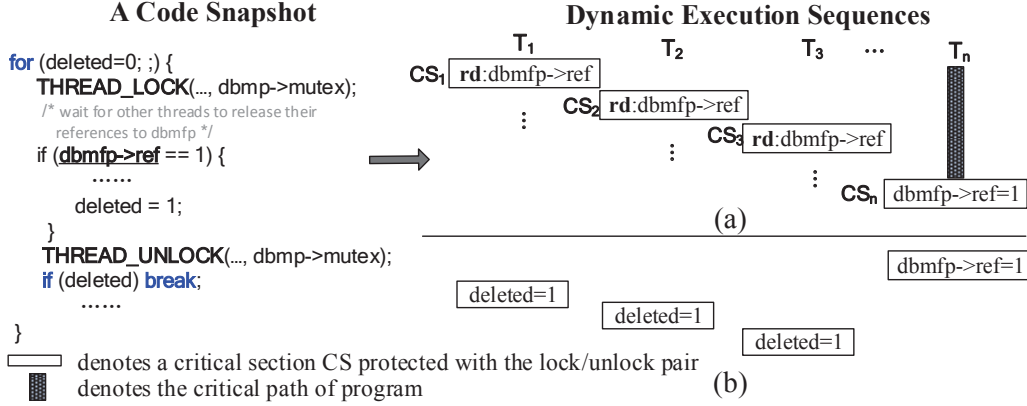 A Code Snapshot
for (deleted=0; ;) {
THREAD_LOCK(..., dbmp->mutex);
/* wait for other threads to release their
references to dbmfp */
if (dbmfp->ref == 1) {
......
deleted = 1;
}
THREAD_UNLOCK(..., dbmp->mutex);
if (deleted) break;
......
}
Dynamic Execution Sequences
T1 T2 T3 ... Tn
CS1 rd:dbmfp->ref
CS2 rd:dbmfp->ref
CS3 rd:dbmfp->ref
CSn dbmfp->ref=1
(a)
dbmfp->ref=1
deleted=1
deleted=1
deleted=1
(b)
denotes a critical section CS protected with the lock/unlock pair
denotes the critical path of program